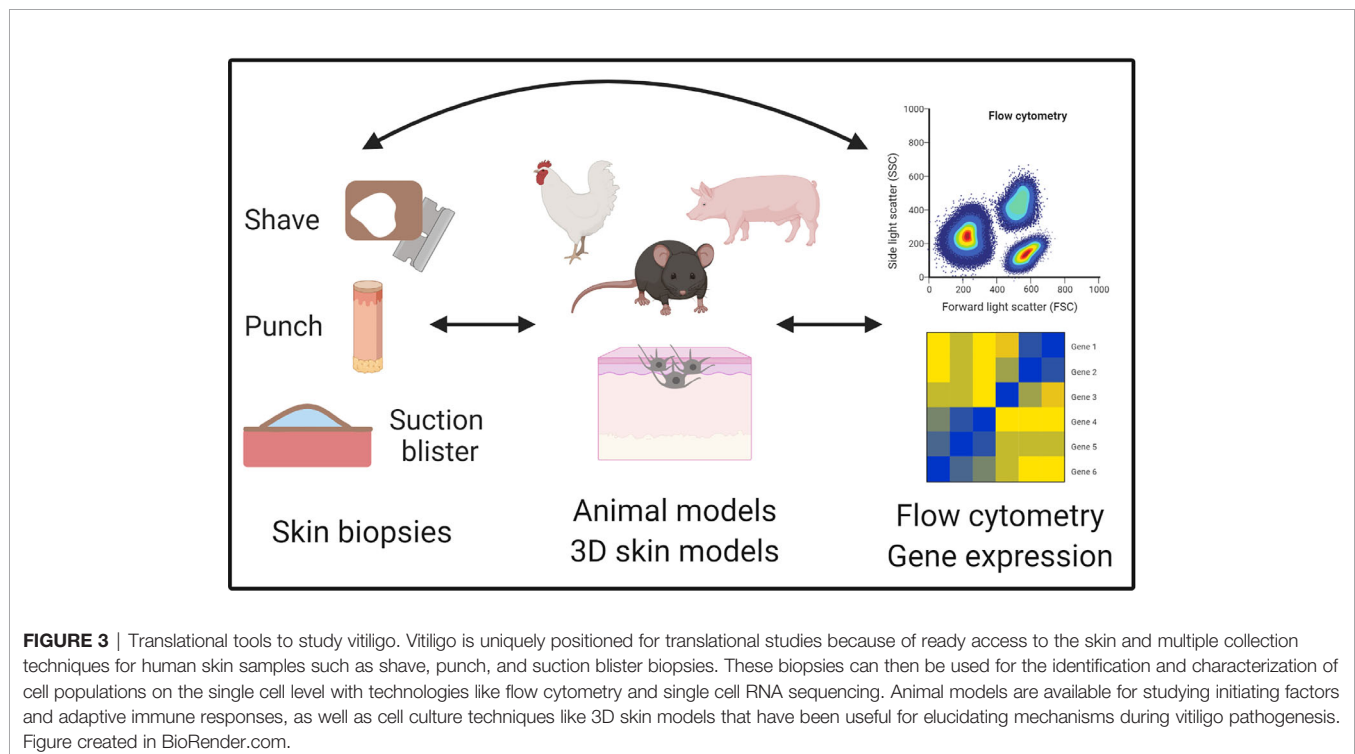 Shave
Punch
Suction
blister
Skin biopsies
Animal models
3D skin models
Flow cytometry
Side light scatter (SSC)
1000
800
600
400
200
0
0 200 400 600 800 1000
Forward light scatter (FSC)
Gene 1
Gene 2
Gene 3
Gene 4
Gene 5
Gene 6
Flow cytometry
Gene expression
FIGURE 3 | Translational tools to study vitiligo. Vitiligo is uniquely positioned for translational studies because of ready access to the skin and multiple collection
techniques for human skin samples such as shave, punch, and suction blister biopsies. These biopsies can then be used for the identification and characterization of
cell populations on the single cell level with technologies like flow cytometry and single cell RNA sequencing. Animal models are available for studying initiating factors
and adaptive immune responses, as well as cell culture techniques like 3D skin models that have been useful for elucidating mechanisms during vitiligo pathogenesis.
Figure created in BioRender.com.